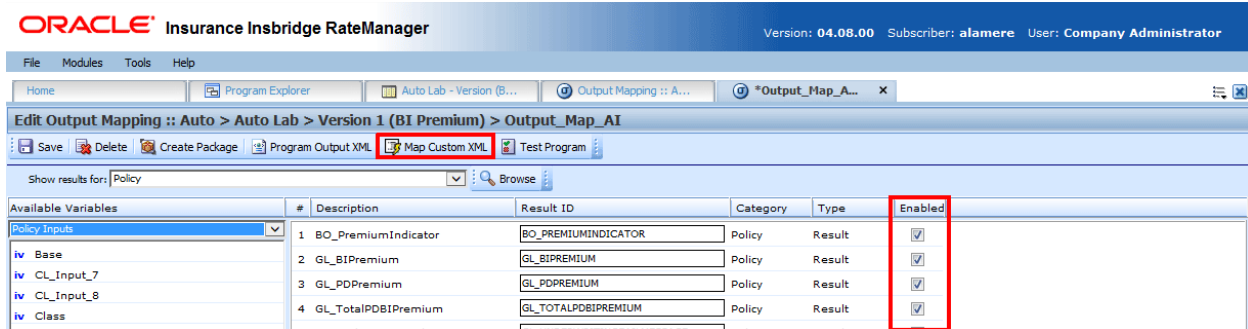 ORACLE Insurance Insbridge RateManager
Version: 04.08.00 Subscriber: alamere User: Company Administrator
File Modules Tools Help
Home Program Explorer Auto Lab - Version (B... Output Mapping :: A... *Output_Map_A... x
Edit Output Mapping :: Auto > Auto Lab > Version 1 (BI Premium) > Output_Map_AI
Save Delete Create Package Program Output XML Map Custom XML Test Program
Show results for: Policy Browse
Available Variables # Description Result ID Category Type Enabled
Policy Inputs
1 BO_PremiumIndicator BO_PREMIUMINDICATOR Policy Result
iv Base
2 GL_BIPremium GL_BIPREMIUM Policy Result
iv CL_Input_7
3 GL_PDPremium GL_PDPREMIUM Policy Result
iv CL_Input_8
4 GL_TotalPDBIPremium GL_TOTALPDBIPREMIUM Policy Result
iv Class